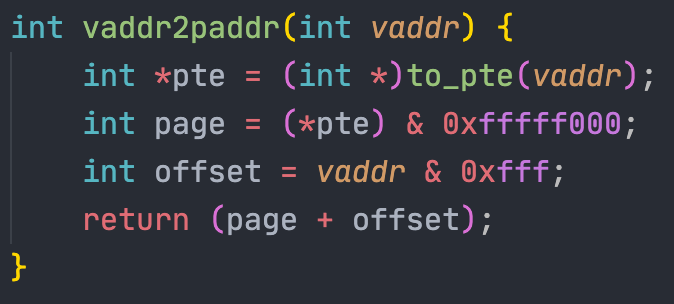 int vaddr2paddr(int vaddr) {
    int *pte = (int *)to_pte(vaddr);
    int page = (*pte) & 0xfffff000;
    int offset = vaddr & 0xfff;
    return (page + offset);
}